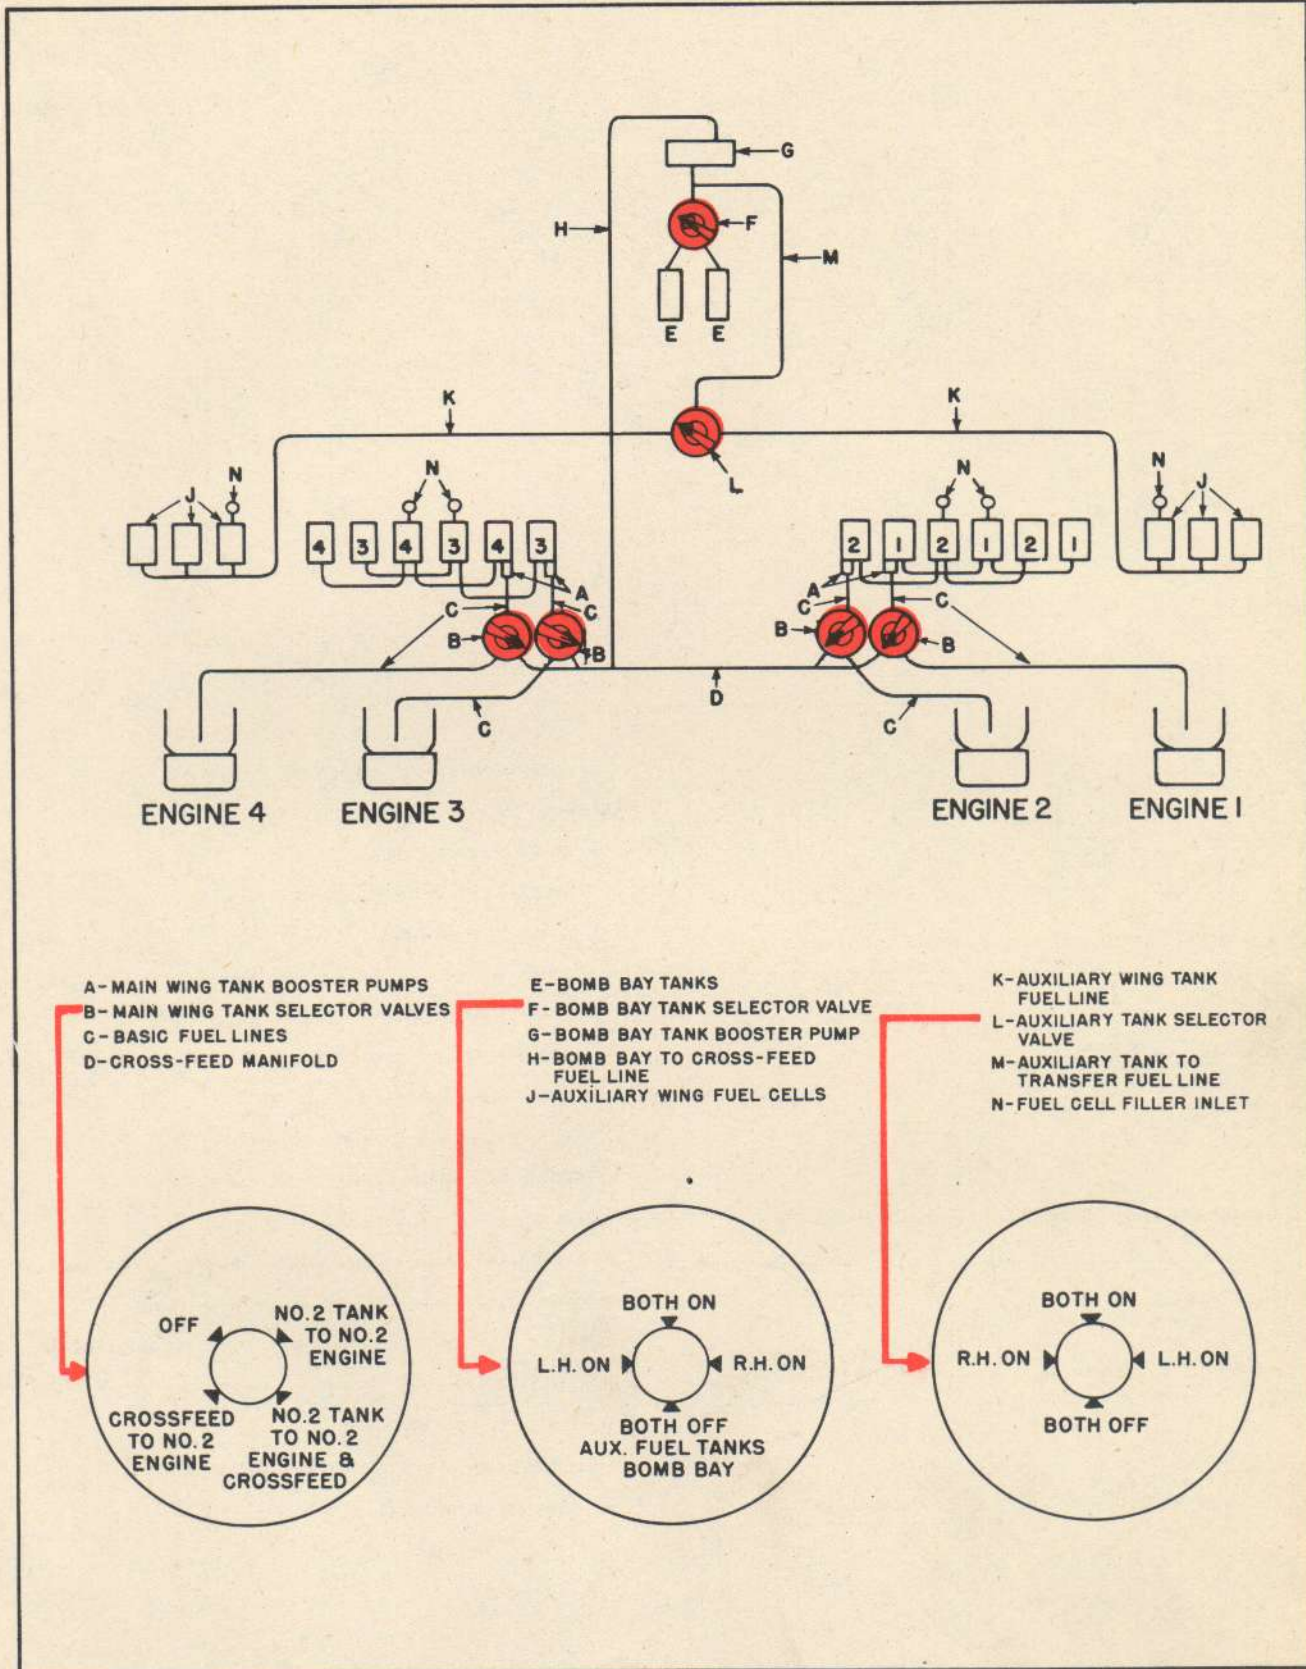 G
H
F
M
E E
K K
L
N
J
N
N
N
J
4 3 4 3 4 3
2 1 2 1 2 1
A
A
C C
C C
B B
B B
D
C
C
ENGINE 4
ENGINE 3
ENGINE 2
ENGINE 1
A-MAIN WING TANK BOOSTER PUMPS
B-MAIN WING TANK SELECTOR VALVES
C-BASIC FUEL LINES
D-CROSS-FEED MANIFOLD
E-BOMB BAY TANKS
F-BOMB BAY TANK SELECTOR VALVE
G-BOMB BAY TANK BOOSTER PUMP
H-BOMB BAY TO CROSS-FEED
FUEL LINE
J-AUXILIARY WING FUEL CELLS
K-AUXILIARY WING TANK
FUEL LINE
L-AUXILIARY TANK SELECTOR
VALVE
M-AUXILIARY TANK TO
TRANSFER FUEL LINE
N-FUEL CELL FILLER INLET
OFF
NO.2 TANK
TO NO.2
ENGINE
CROSSFEED
TO NO.2
ENGINE
NO.2 TANK
TO NO.2
ENGINE &
CROSSFEED
BOTH ON
L.H. ON
R.H. ON
BOTH OFF
AUX. FUEL TANKS
BOMB BAY
BOTH ON
R.H. ON
L.H. ON
BOTH OFF